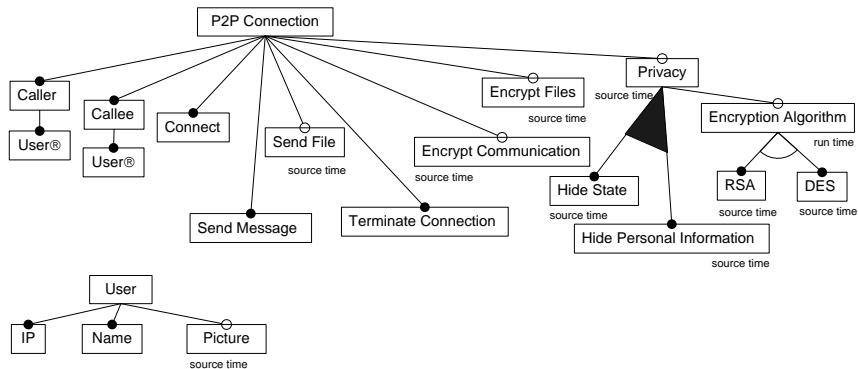 P2P Connection
Caller
User®
Callee
User®
Connect
Send Message
Send File
source time
Terminate Connection
Encrypt Communication
source time
Encrypt Files
source time
Privacy
source time
Hide State
source time
Hide Personal Information
source time
Encryption Algorithm
run time
RSA
source time
DES
source time
User
IP
Name
Picture
source time